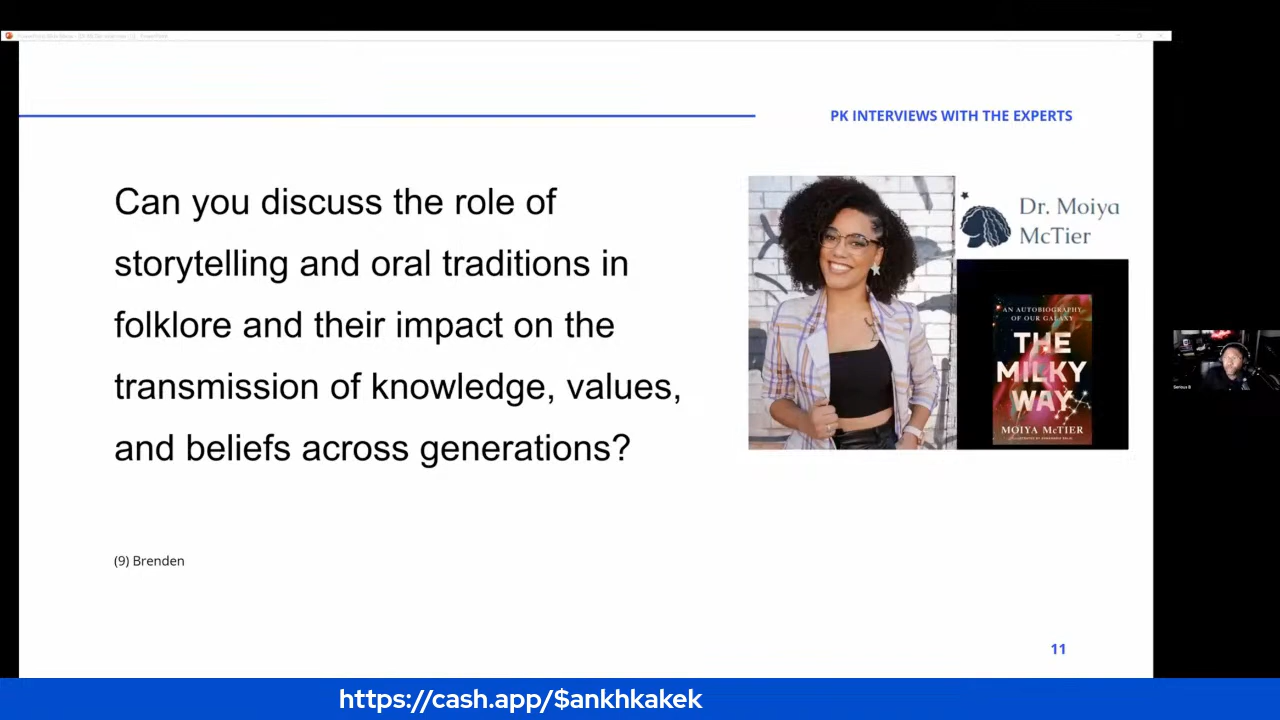 PK INTERVIEWS WITH THE EXPERTS
Can you discuss the role of
storytelling and oral traditions in
folklore and their impact on the
transmission of knowledge, values,
and beliefs across generations?
Dr. Moiya
McTier
AN AUTOBIOGRAPHY
OF OUR GALAXY
THE
MILKY
WAY
MOIYA McTIER
Serious B
(9) Brenden
11
https://cash.app/$ankhkakek